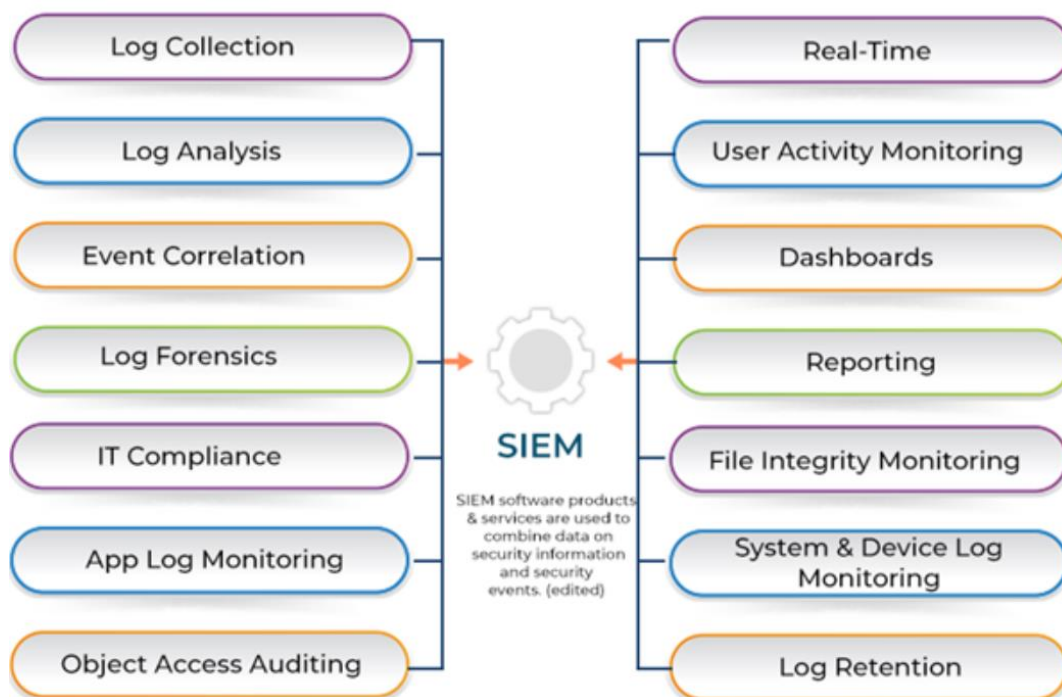 Log Collection
Log Analysis
Event Correlation
Log Forensics
IT Compliance
App Log Monitoring
Object Access Auditing
SIEM
SIEM software products
& services are used to
combine data on
security information
and security
events. (edited)
Real-Time
User Activity Monitoring
Dashboards
Reporting
File Integrity Monitoring
System & Device Log
Monitoring
Log Retention